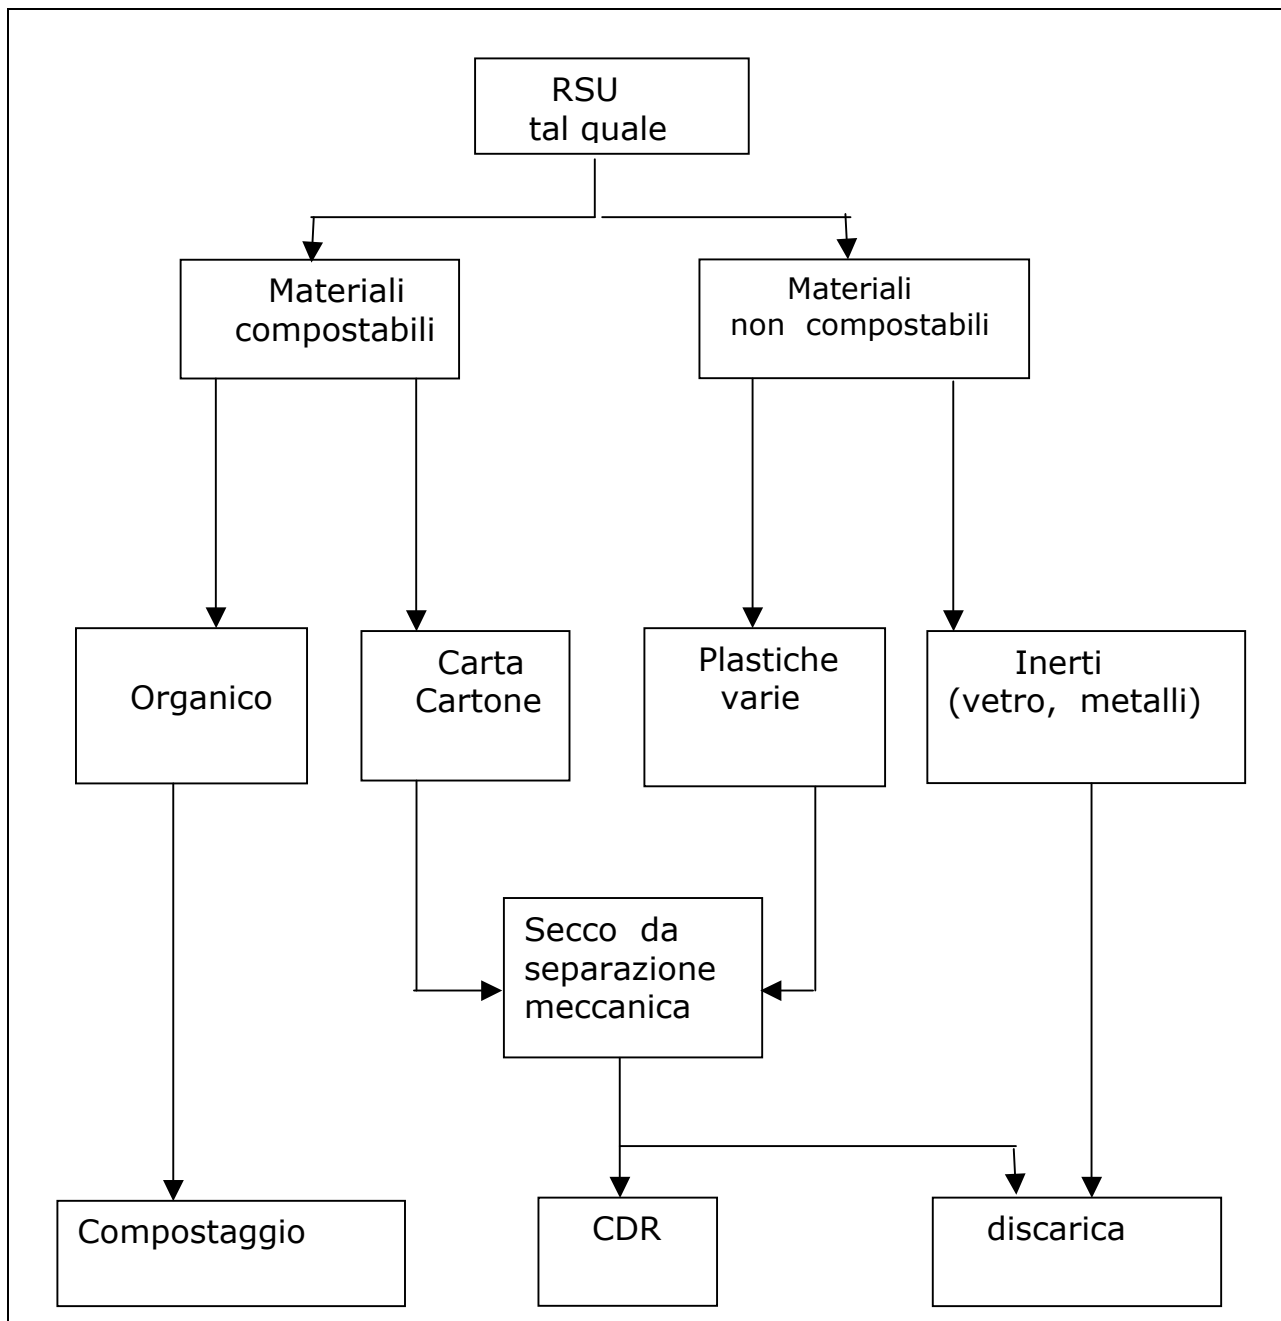 RSU
tal quale
Materiali
compostabili
Materiali
non compostabili
Organico
Carta
Cartone
Plastiche
varie
Inerti
(vetro, metalli)
Secco da
separazione
meccanica
Compostaggio
CDR
discarica